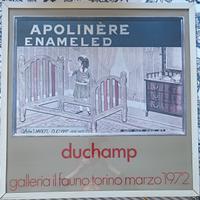 APOLINÈRE
ENAMELED
duchamp
galleria il fauno torino marzo 1972